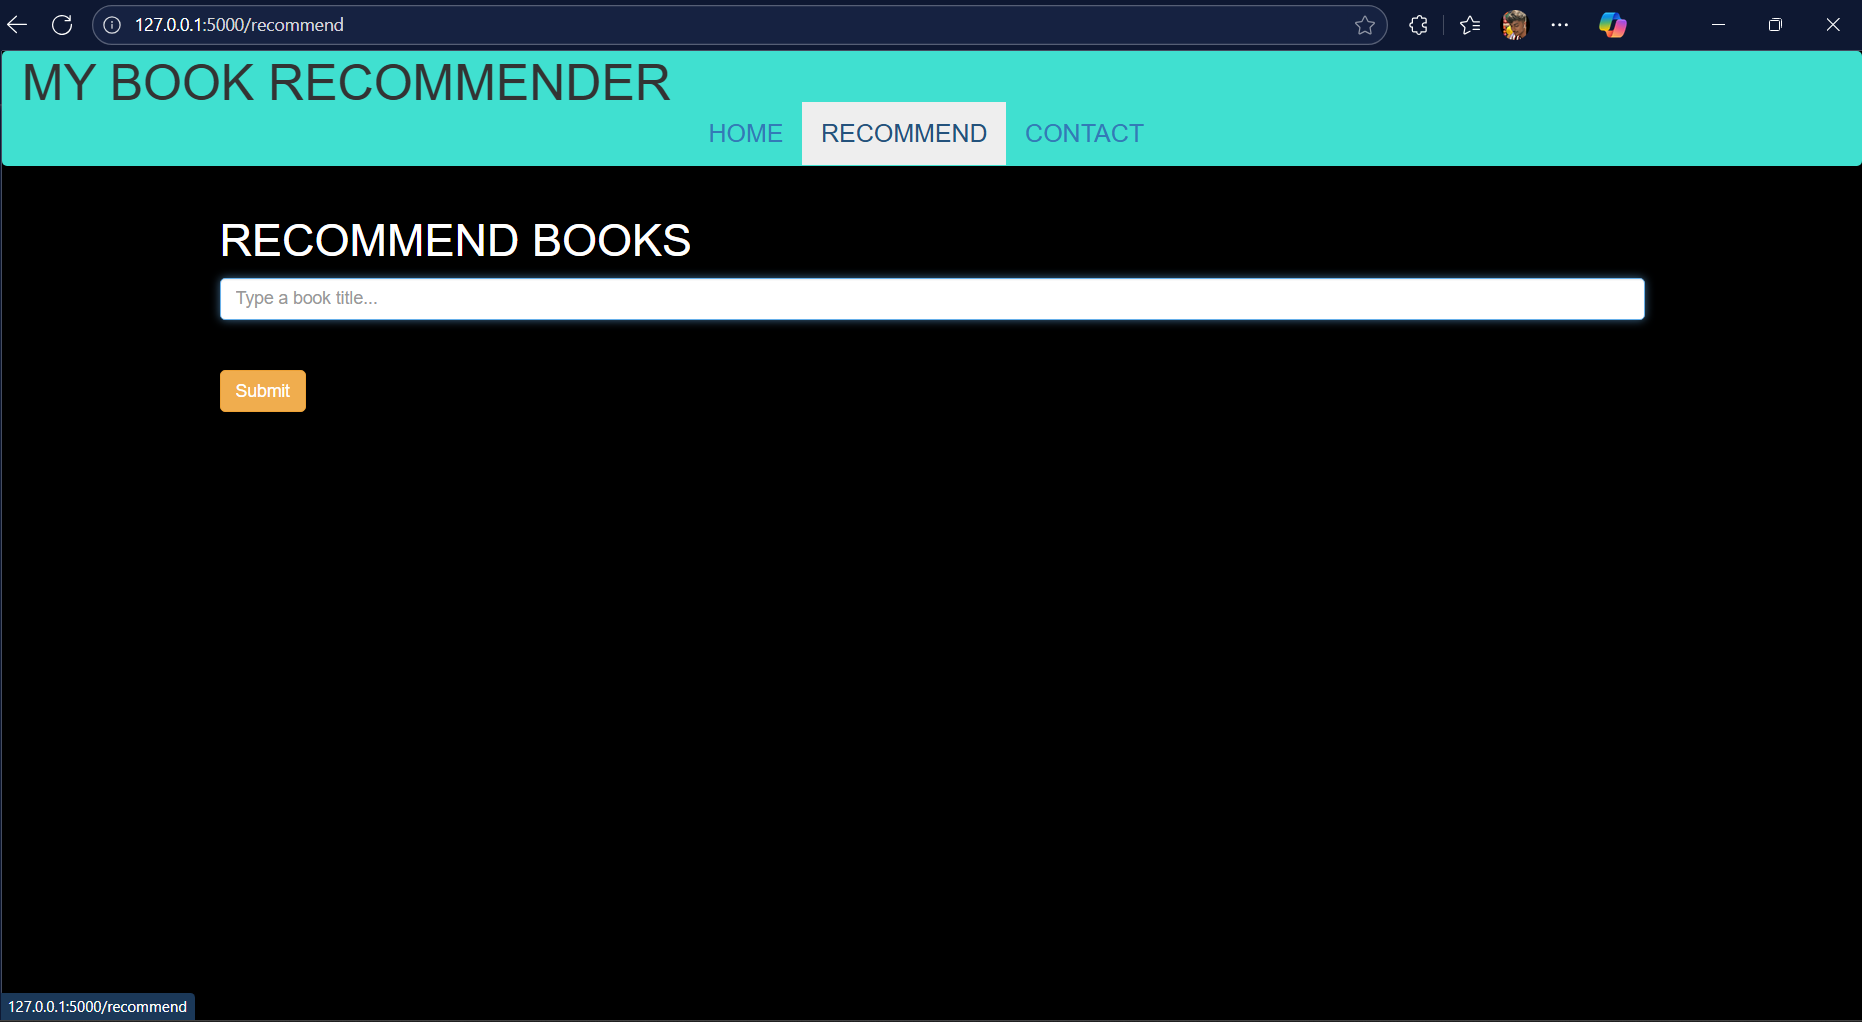 127.0.0.1:5000/recommend
MY BOOK RECOMMENDER
HOME RECOMMEND CONTACT
RECOMMEND BOOKS
Type a book title...
Submit
127.0.0.1:5000/recommend